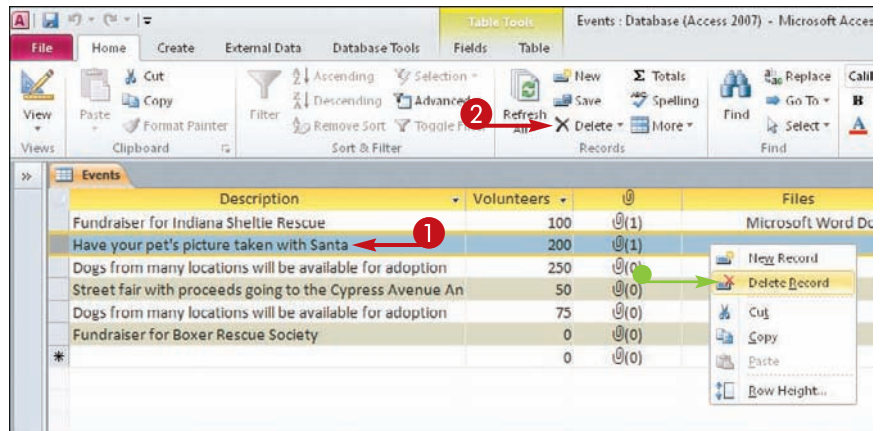 A Table Tools Events : Database (Access 2007) - Microsoft Acces
File Home Create External Data Database Tools Fields Table
View
Views
Paste
Cut
Copy
Format Painter
Clipboard
Filter
Ascending
Descending
Remove Sort
Selection
Advanced
Toggle
Sort & Filter
2
Refresh
All
New
Save
Delete
Totals
Spelling
More
Records
Find
Replace
Go To
Select
Find
Calib
B
A
Events
Description Volunteers Files
Fundraiser for Indiana Sheltie Rescue 100 (1) Microsoft Word Do
Have your pet's picture taken with Santa 1 200 (1)
Dogs from many locations will be available for adoption 250 (0)
Street fair with proceeds going to the Cypress Avenue An 50 (0)
Dogs from many locations will be available for adoption 75 (0)
Fundraiser for Boxer Rescue Society 0 (0)
* 0 (0)
New Record
Delete Record
Cut
Copy
Paste
Row Height...